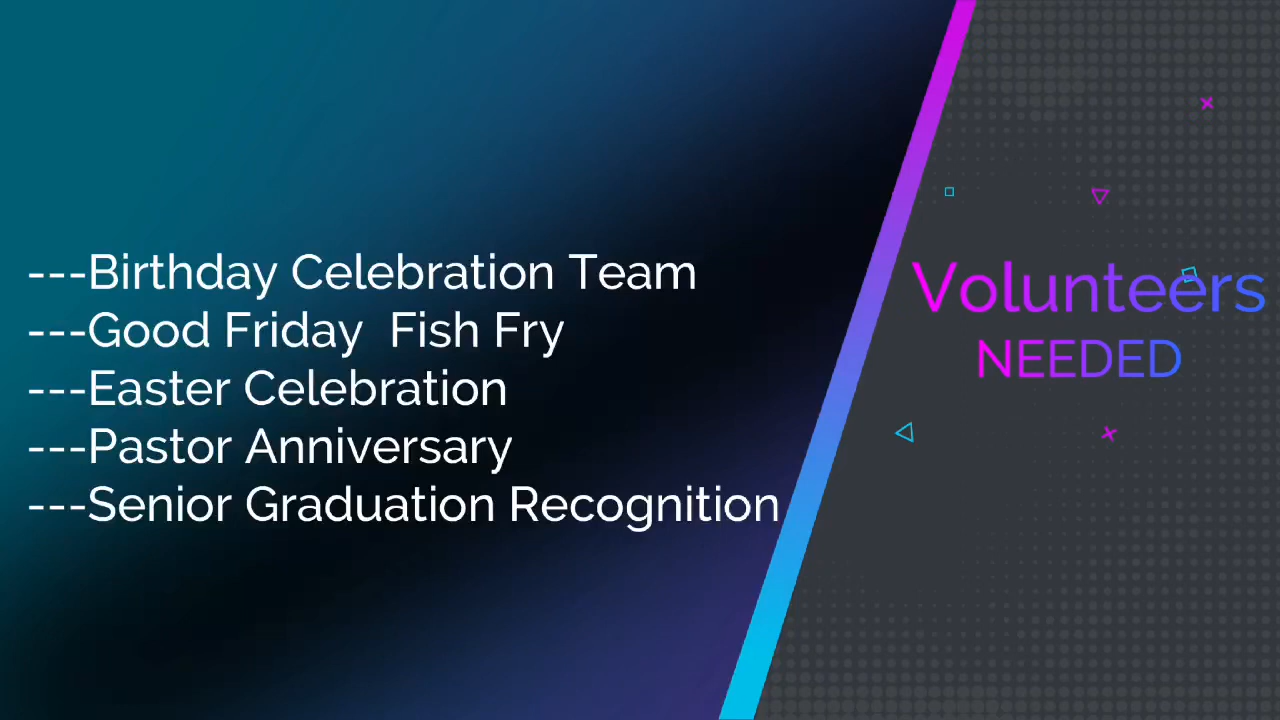 ---Birthday Celebration Team
---Good Friday  Fish Fry
---Easter Celebration
---Pastor Anniversary
---Senior Graduation Recognition
Volunteers
NEEDED